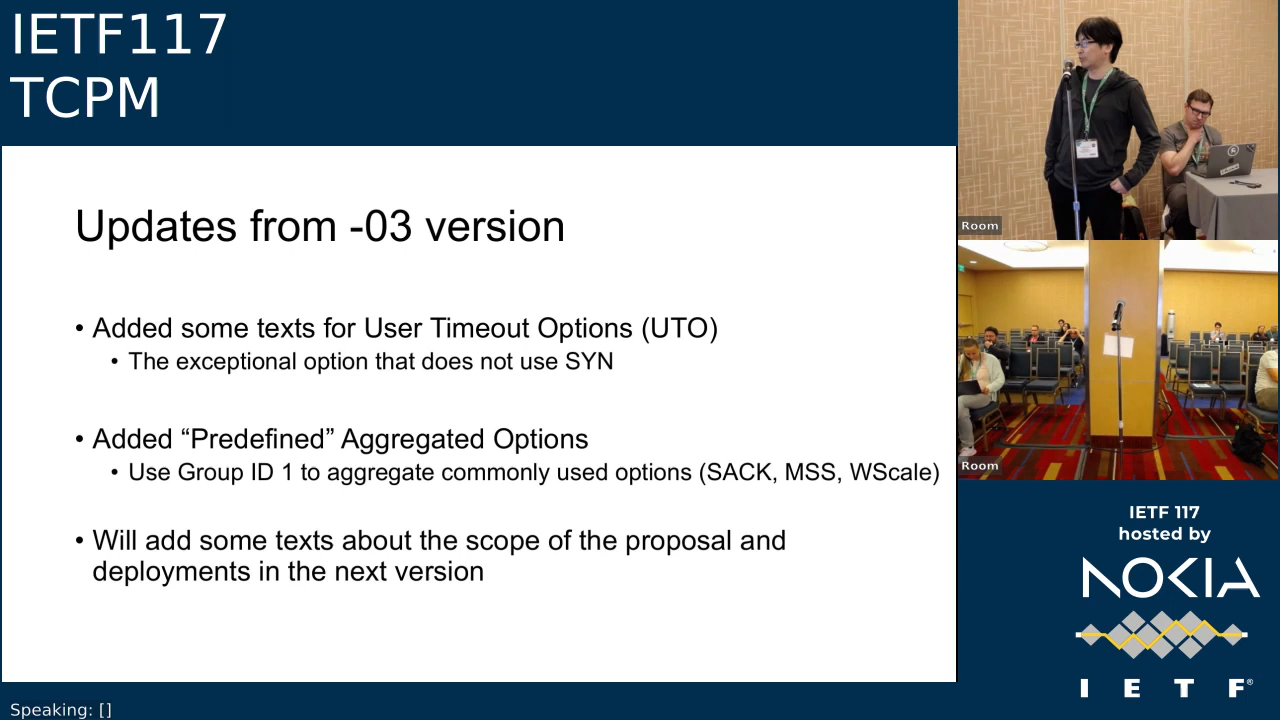 IETF117
TCPM
Updates from -03 version
• Added some texts for User Timeout Options (UTO)
• The exceptional option that does not use SYN
• Added “Predefined” Aggregated Options
• Use Group ID 1 to aggregate commonly used options (SACK, MSS, WScale)
• Will add some texts about the scope of the proposal and
deployments in the next version
Room
Room
IETF 117
hosted by
NOKIA
I E T F®
Speaking: []